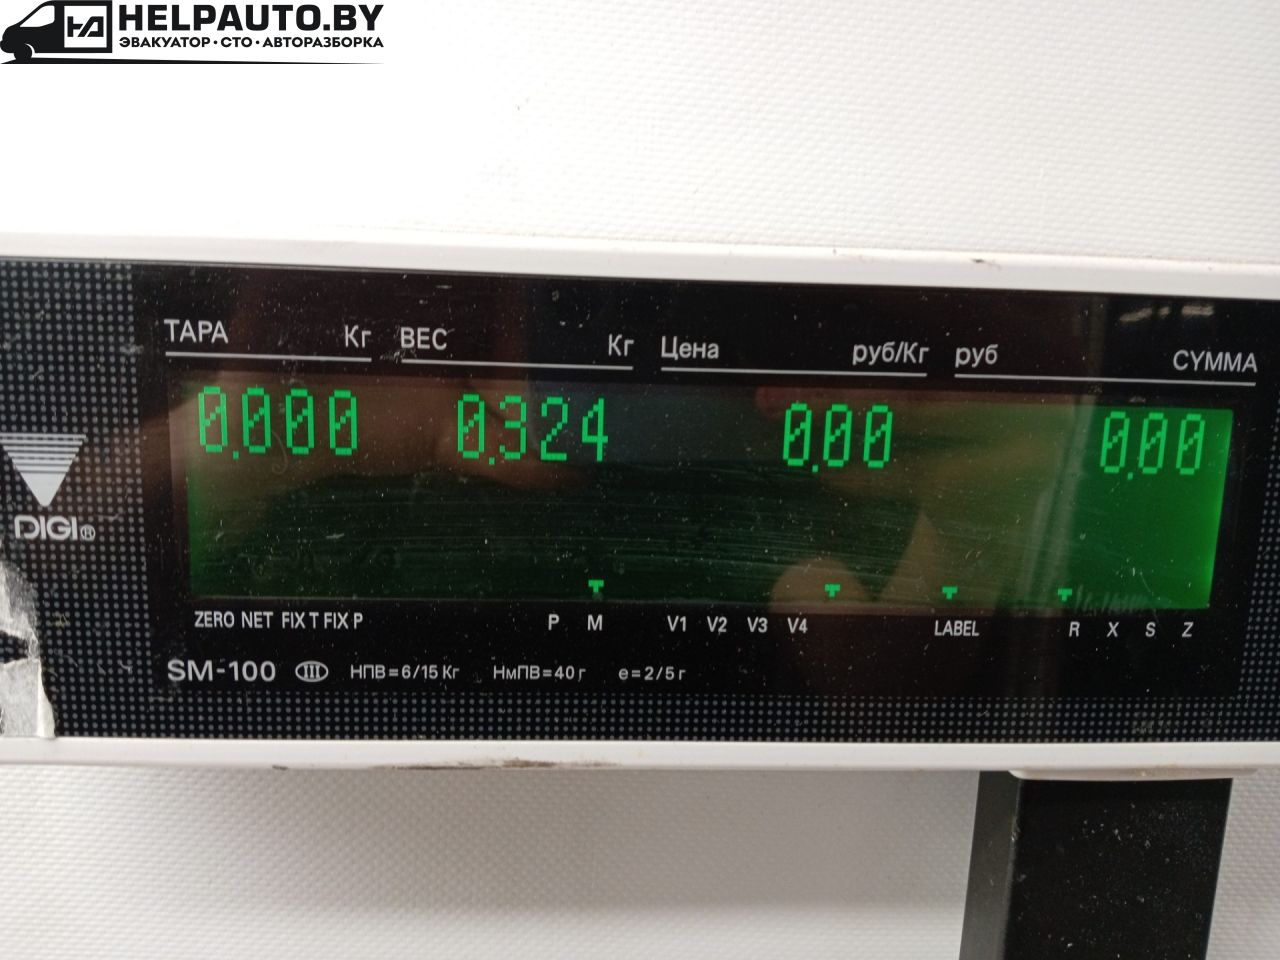 HELPAUTO.BY
ЭВАКУАТОР · СТО · АВТОРАЗБОРКА
ТАРА Кг ВЕС Кг Цена руб/Кг руб СУММА
0.000 0.324 0.00 0.00
DIGI®
ZERO NET FIX T FIX P P M V1 V2 V3 V4 LABEL R X S Z
SM-100 III НПВ=6/15 Кг НмПВ=40 г е=2/5 г